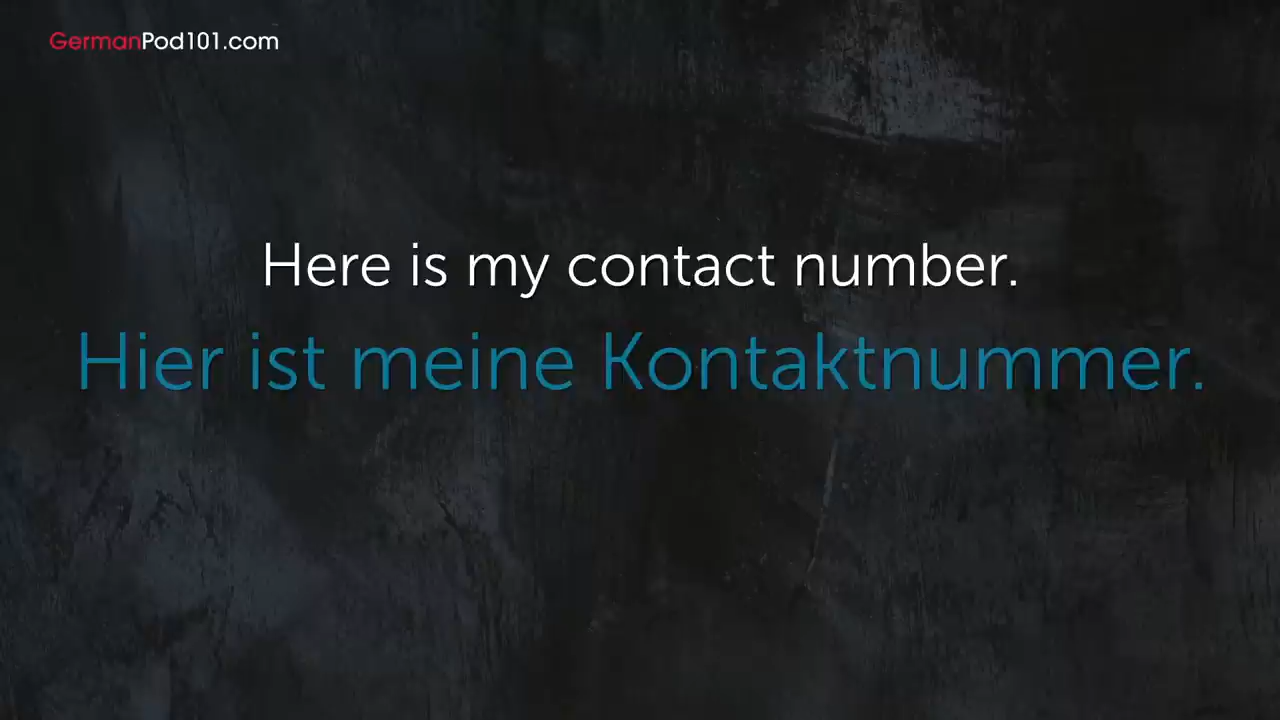 GermanPod101.com
Here is my contact number.
Hier ist meine Kontaktnummer.